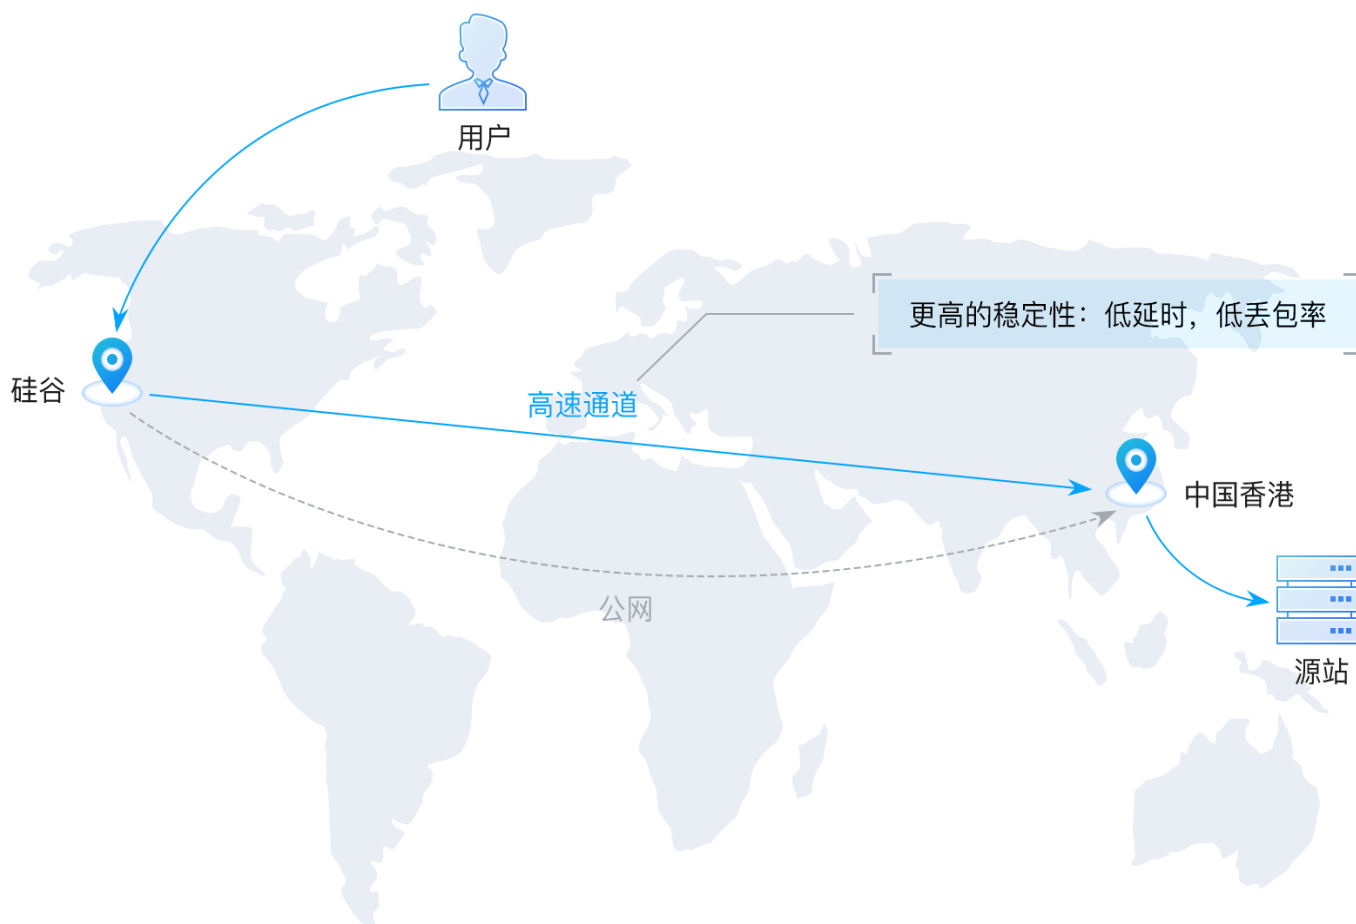 用户
更高的稳定性：低延时，低丢包率
硅谷
高速通道
中国香港
公网
源站